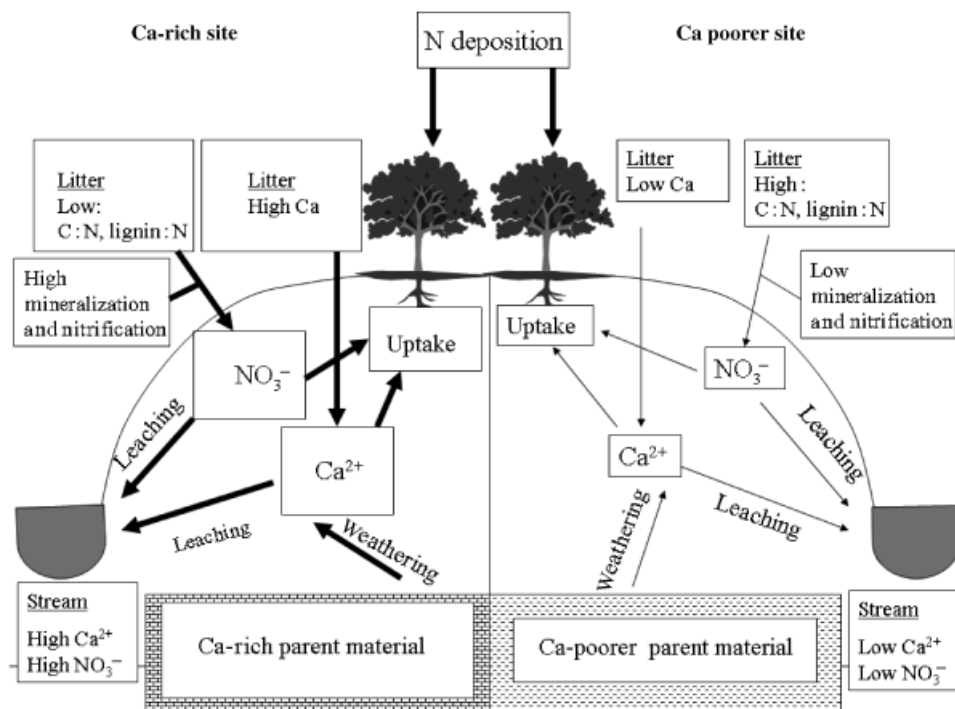 Ca-rich site
N deposition
Ca poorer site
Litter
Low:
C : N, lignin : N
Litter
High Ca
Litter
Low Ca
Litter
High :
C : N, lignin : N
High
mineralization
and nitrification
Low
mineralization
and nitrification
Uptake
Uptake
NO₃⁻
NO₃⁻
Leaching
Leaching
Ca²⁺
Ca²⁺
Leaching
Leaching
Weathering
Weathering
Stream
High Ca²⁺
High NO₃⁻
Ca-rich parent material
Ca-poorer parent material
Stream
Low Ca²⁺
Low NO₃⁻